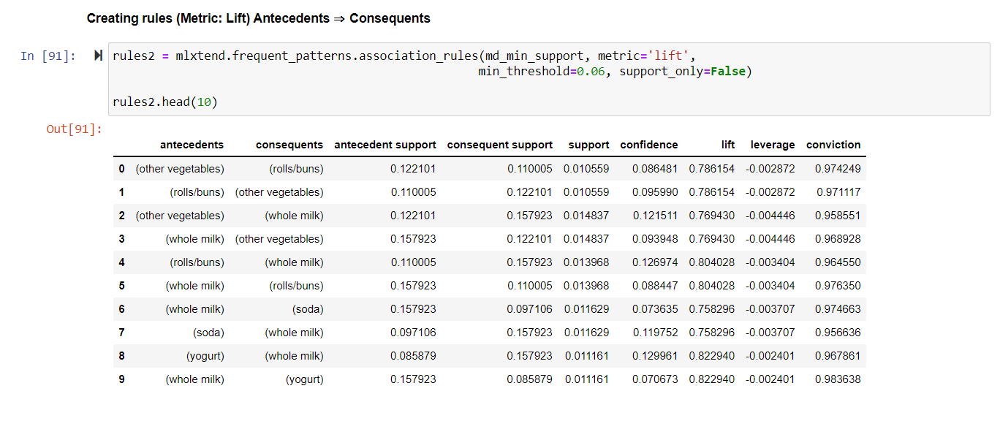 Creating rules (Metric: Lift) Antecedents ⇒ Consequents
In [91]: rules2 = mlxtend.frequent_patterns.association_rules(md_min_support, metric='lift',
min_threshold=0.06, support_only=False)
rules2.head(10)
Out[91]:
antecedents consequents antecedent support consequent support support confidence lift leverage conviction
0 (other vegetables) (rolls/buns) 0.122101 0.110005 0.010559 0.086481 0.786154 -0.002872 0.974249
1 (rolls/buns) (other vegetables) 0.110005 0.122101 0.010559 0.095990 0.786154 -0.002872 0.971117
2 (other vegetables) (whole milk) 0.122101 0.157923 0.014837 0.121511 0.769430 -0.004446 0.958551
3 (whole milk) (other vegetables) 0.157923 0.122101 0.014837 0.093948 0.769430 -0.004446 0.968928
4 (rolls/buns) (whole milk) 0.110005 0.157923 0.013968 0.126974 0.804028 -0.003404 0.964550
5 (whole milk) (rolls/buns) 0.157923 0.110005 0.013968 0.088447 0.804028 -0.003404 0.976350
6 (whole milk) (soda) 0.157923 0.097106 0.011629 0.073635 0.758296 -0.003707 0.974663
7 (soda) (whole milk) 0.097106 0.157923 0.011629 0.119752 0.758296 -0.003707 0.956636
8 (yogurt) (whole milk) 0.085879 0.157923 0.011161 0.129961 0.822940 -0.002401 0.967861
9 (whole milk) (yogurt) 0.157923 0.085879 0.011161 0.070673 0.822940 -0.002401 0.983638